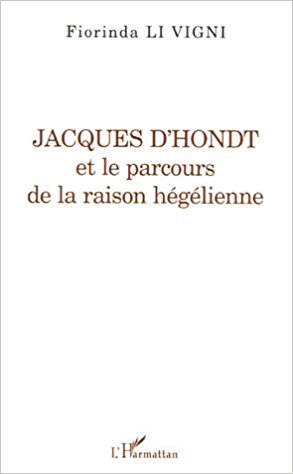 Fiorinda LI VIGNI
JACQUES D'HONDT
et le parcours
de la raison hégélienne
L'Harmattan